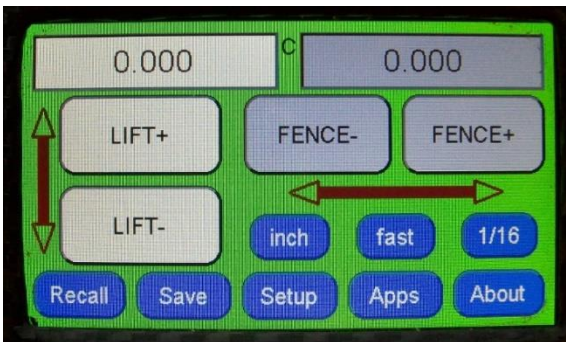 0.000 C 0.000
LIFT+ FENCE- FENCE+
LIFT-
inch fast 1/16
Recall Save Setup Apps About